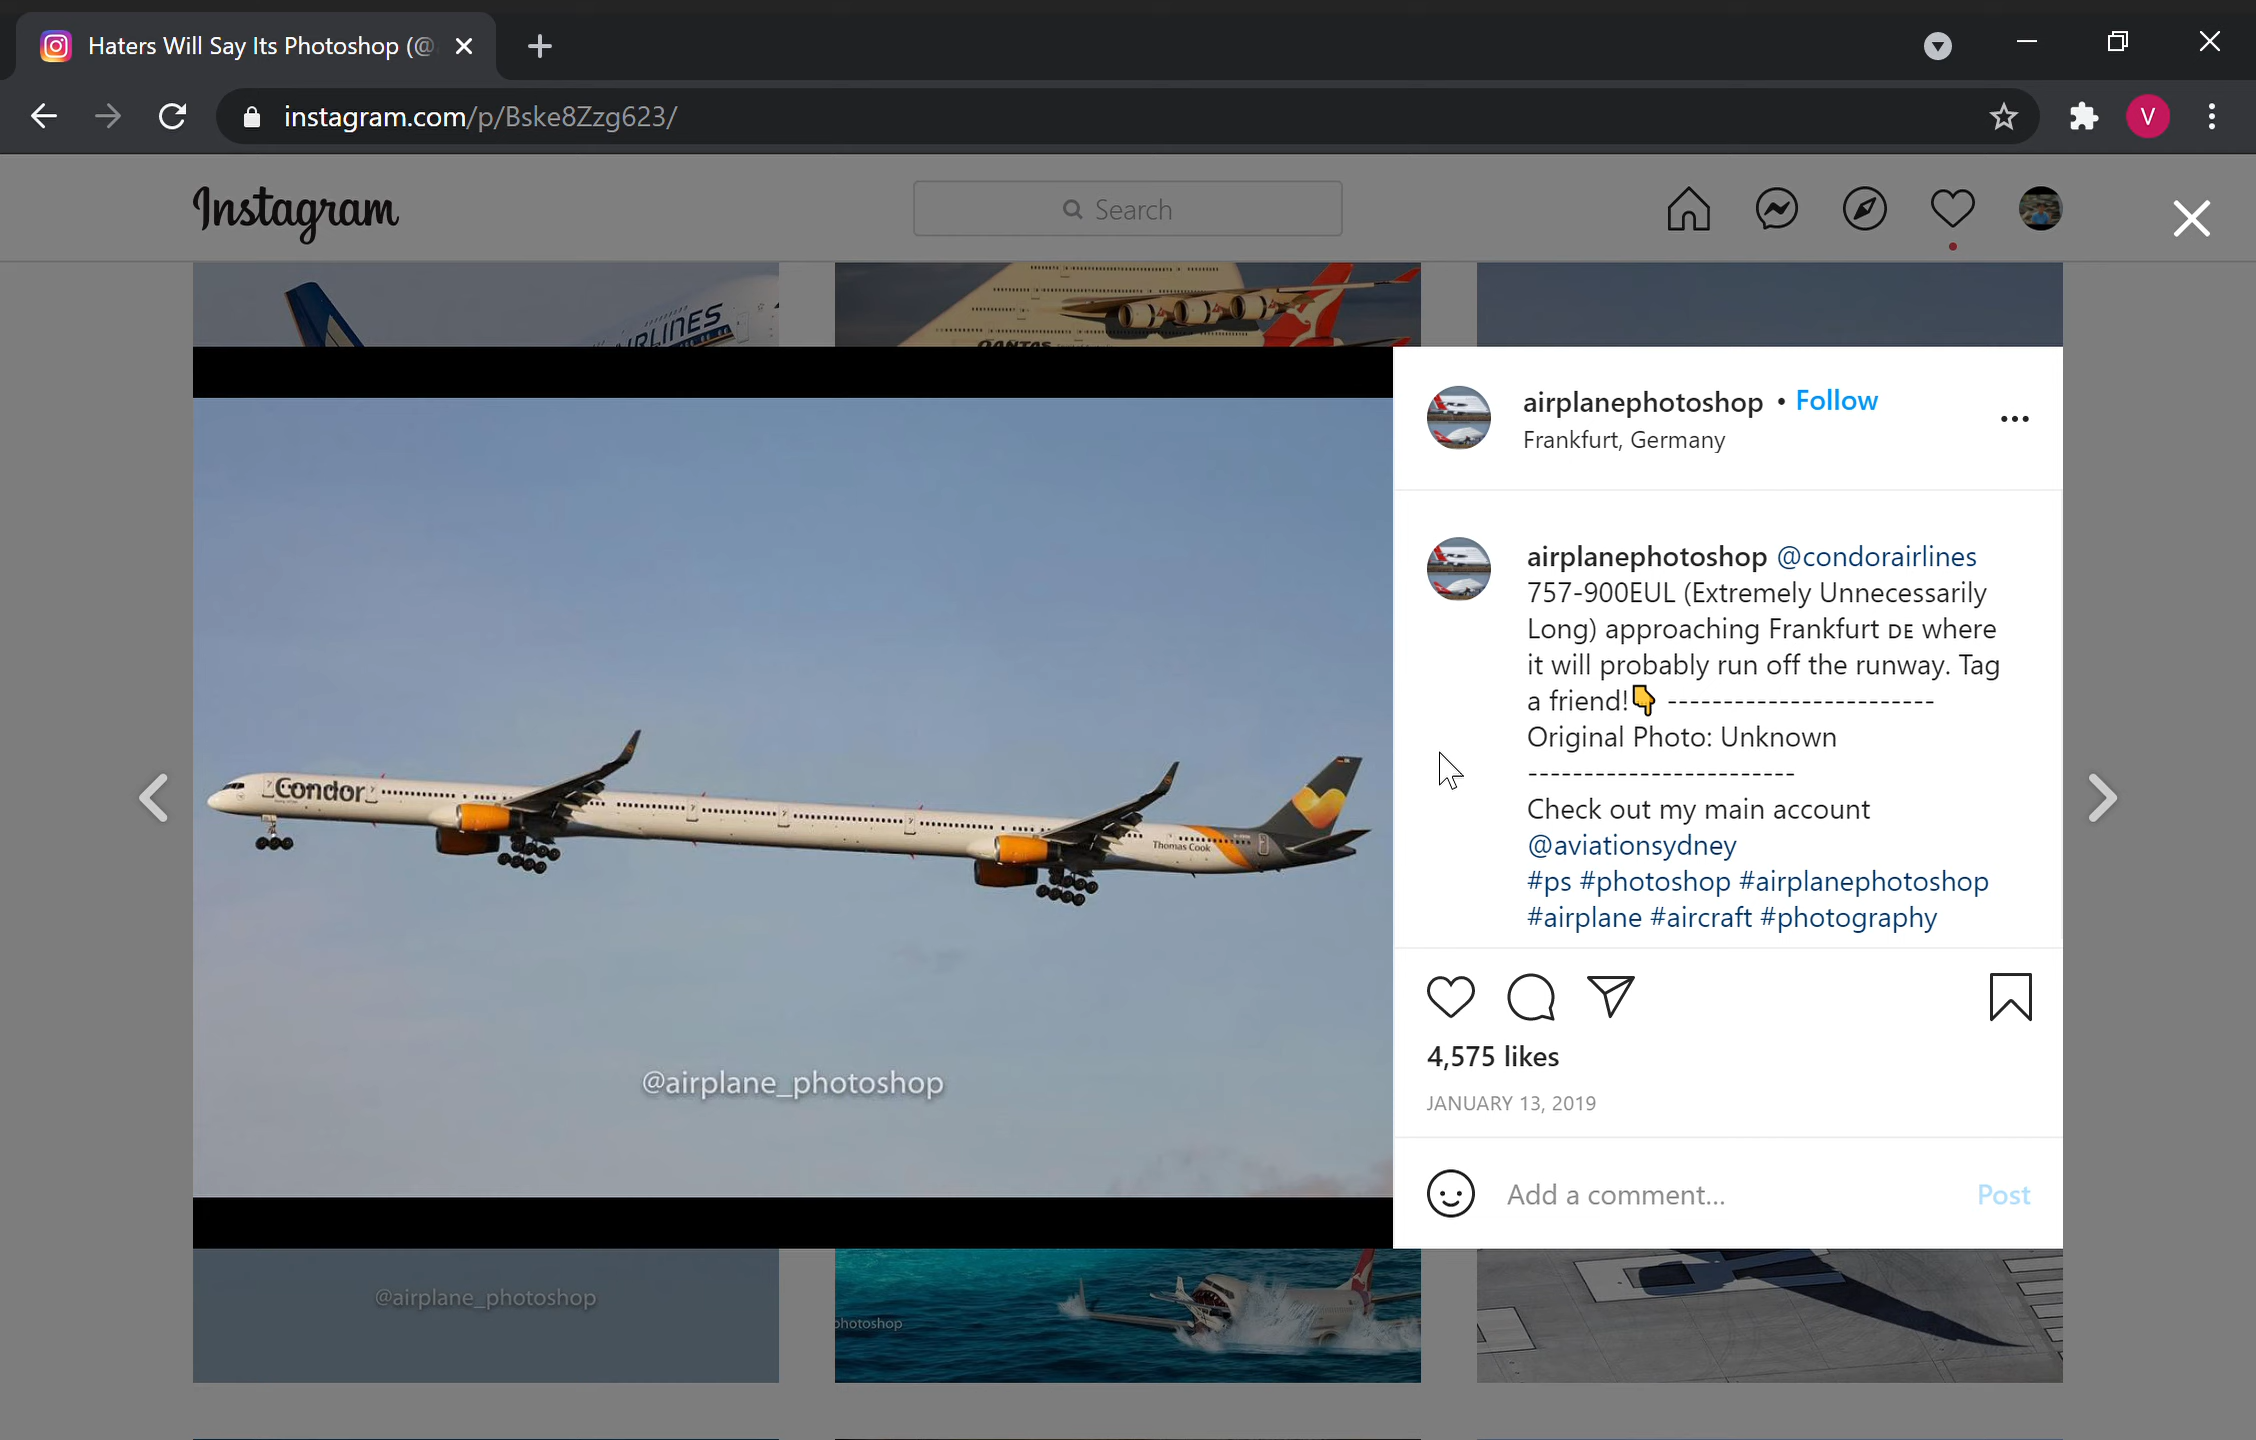 Haters Will Say Its Photoshop (@
instagram.com/p/Bske8Zzg623/
V
Instagram
Search
RLINES
QANTAS
airplanephotoshop • Follow
Frankfurt, Germany
airplanephotoshop @condorairlines
757-900EUL (Extremely Unnecessarily
Long) approaching Frankfurt DE where
it will probably run off the runway. Tag
a friend!👇 ------------------------
Original Photo: Unknown
------------------------
Check out my main account
@aviationsydney
#ps #photoshop #airplanephotoshop
#airplane #aircraft #photography
Condor
Thomas Cook
@airplane_photoshop
4,575 likes
JANUARY 13, 2019
Add a comment...
Post
@airplane_photoshop
photoshop